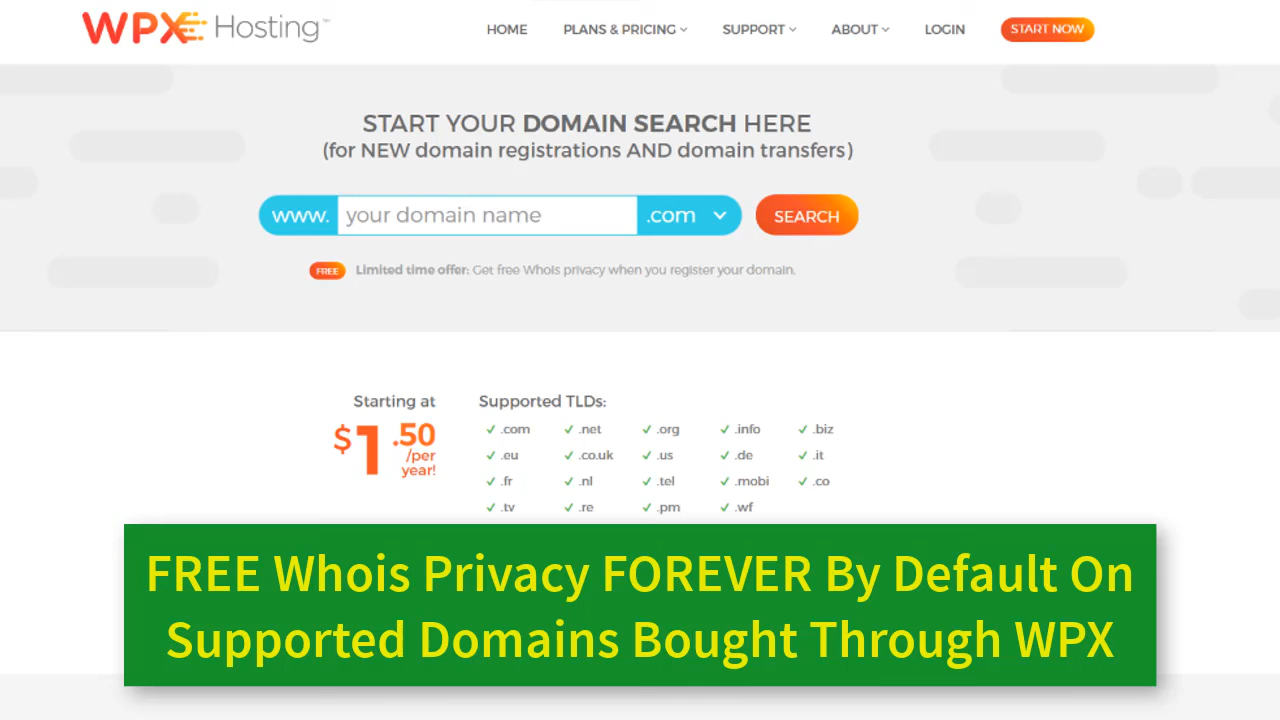 WPX Hosting™
HOME PLANS & PRICING SUPPORT ABOUT LOGIN START NOW
START YOUR DOMAIN SEARCH HERE
(for NEW domain registrations AND domain transfers)
www. your domain name .com SEARCH
FREE Limited time offer: Get free Whois privacy when you register your domain.
Starting at
$1.50
/per
year!
Supported TLDs:
.com .net .org .info .biz
.eu .co.uk .us .de .it
.fr .nl .tel .mobi .co
.tv .re .pm .wf
FREE Whois Privacy FOREVER By Default On
Supported Domains Bought Through WPX